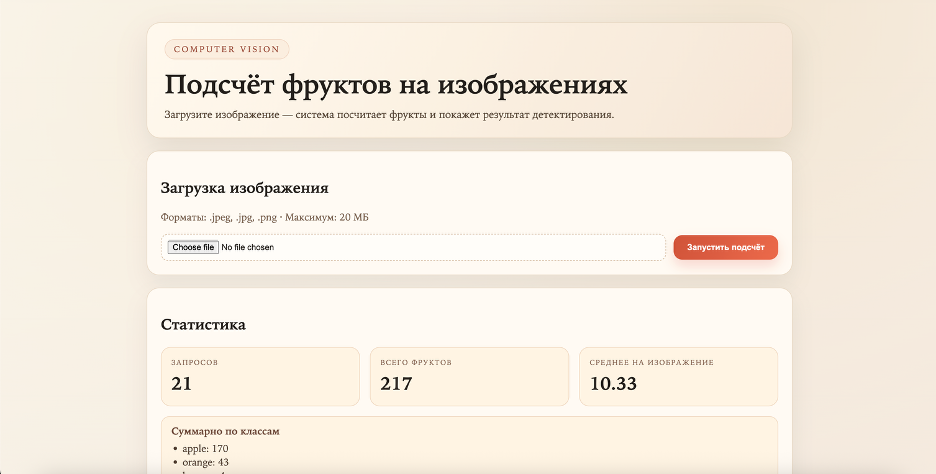 COMPUTER VISION
Подсчёт фруктов на изображениях
Загрузите изображение — система посчитает фрукты и покажет результат детектирования.
Загрузка изображения
Форматы: .jpeg, .jpg, .png · Максимум: 20 МБ
Choose file No file chosen
Запустить подсчёт
Статистика
ЗАПРОСОВ
21
ВСЕГО ФРУКТОВ
217
СРЕДНЕЕ НА ИЗОБРАЖЕНИЕ
10.33
Суммарно по классам
• apple: 170
• orange: 43